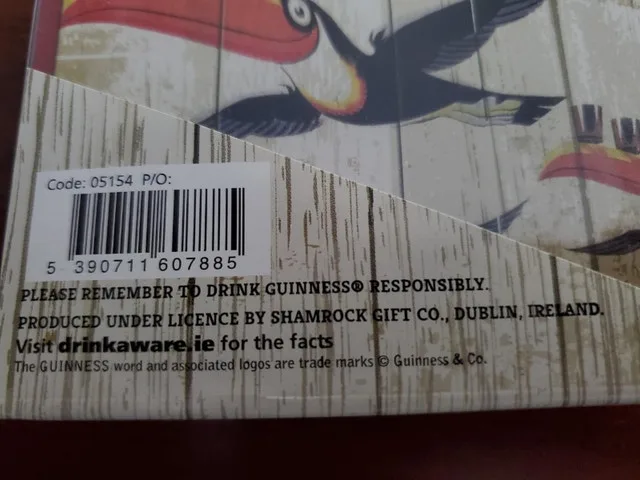 Code: 05154 P/O:
5 390711 607885
PLEASE REMEMBER TO DRINK GUINNESS® RESPONSIBLY.
PRODUCED UNDER LICENCE BY SHAMROCK GIFT CO., DUBLIN, IRELAND.
Visit drinkaware.ie for the facts
The GUINNESS word and associated logos are trade marks © Guinness & Co.